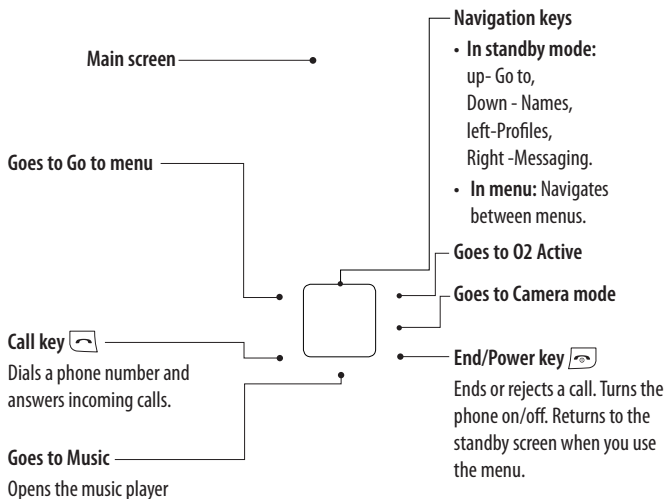 Main screen
Goes to Go to menu
Call key
Dials a phone number and
answers incoming calls.
Goes to Music
Opens the music player
Navigation keys
• In standby mode:
up- Go to,
Down - Names,
left-Profiles,
Right -Messaging.
• In menu: Navigates
between menus.
Goes to O2 Active
Goes to Camera mode
End/Power key
Ends or rejects a call. Turns the
phone on/off. Returns to the
standby screen when you use
the menu.